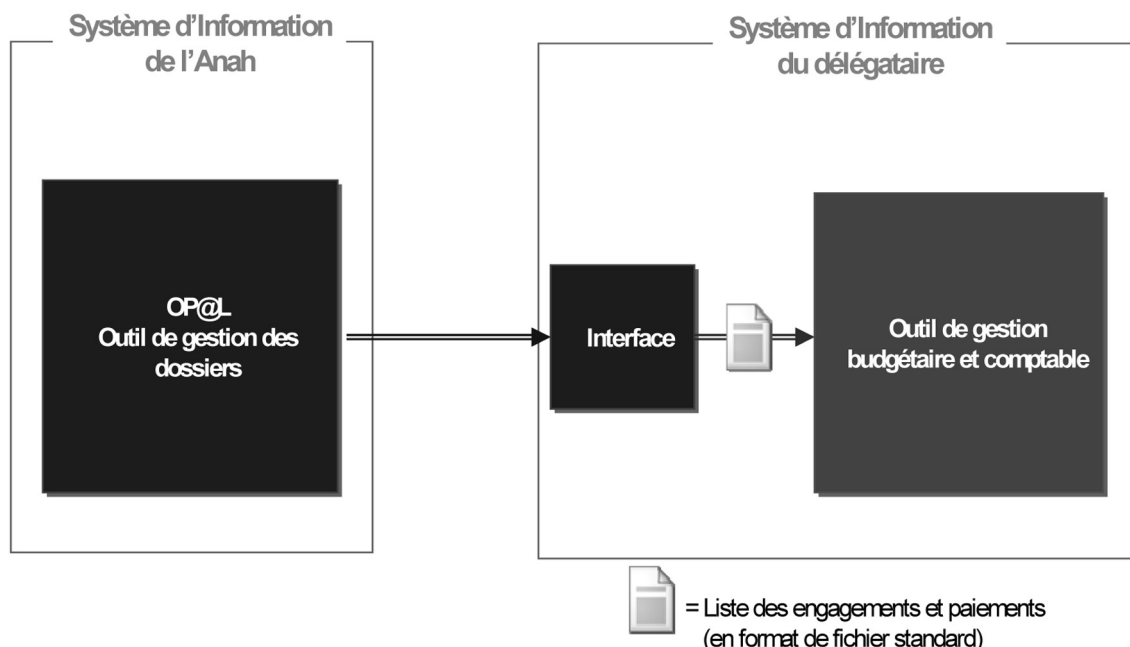 Système d'Information
de l'Anah
Système d'Information
du délégataire
OP@L
Outil de gestion des
dossiers
Interface
Outil de gestion
budgétaire et comptable
= Liste des engagements et paiements
(en format de fichier standard)